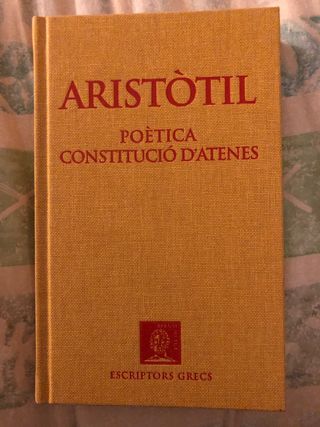 ARISTÒTIL
POÈTICA
CONSTITUCIÓ D'ATENES
ESCRIPTORS GRECS